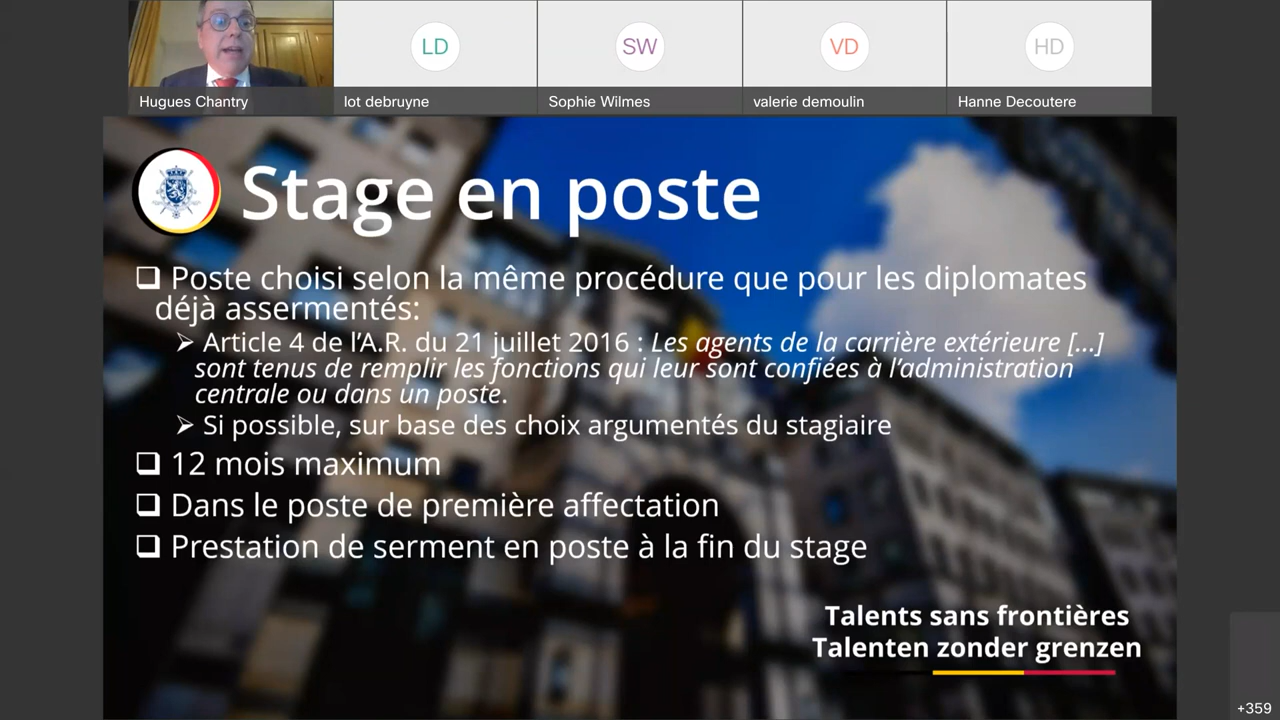 LD
SW
VD
HD
Hugues Chantry
lot debruyne
Sophie Wilmes
valerie demoulin
Hanne Decoutere
Stage en poste
❑ Poste choisi selon la même procédure que pour les diplomates
déjà assermentés:
➢ Article 4 de l’A.R. du 21 juillet 2016 : Les agents de la carrière extérieure [...]
sont tenus de remplir les fonctions qui leur sont confiées à l’administration
centrale ou dans un poste.
➢ Si possible, sur base des choix argumentés du stagiaire
❑ 12 mois maximum
❑ Dans le poste de première affectation
❑ Prestation de serment en poste à la fin du stage
Talents sans frontières
Talenten zonder grenzen
+359